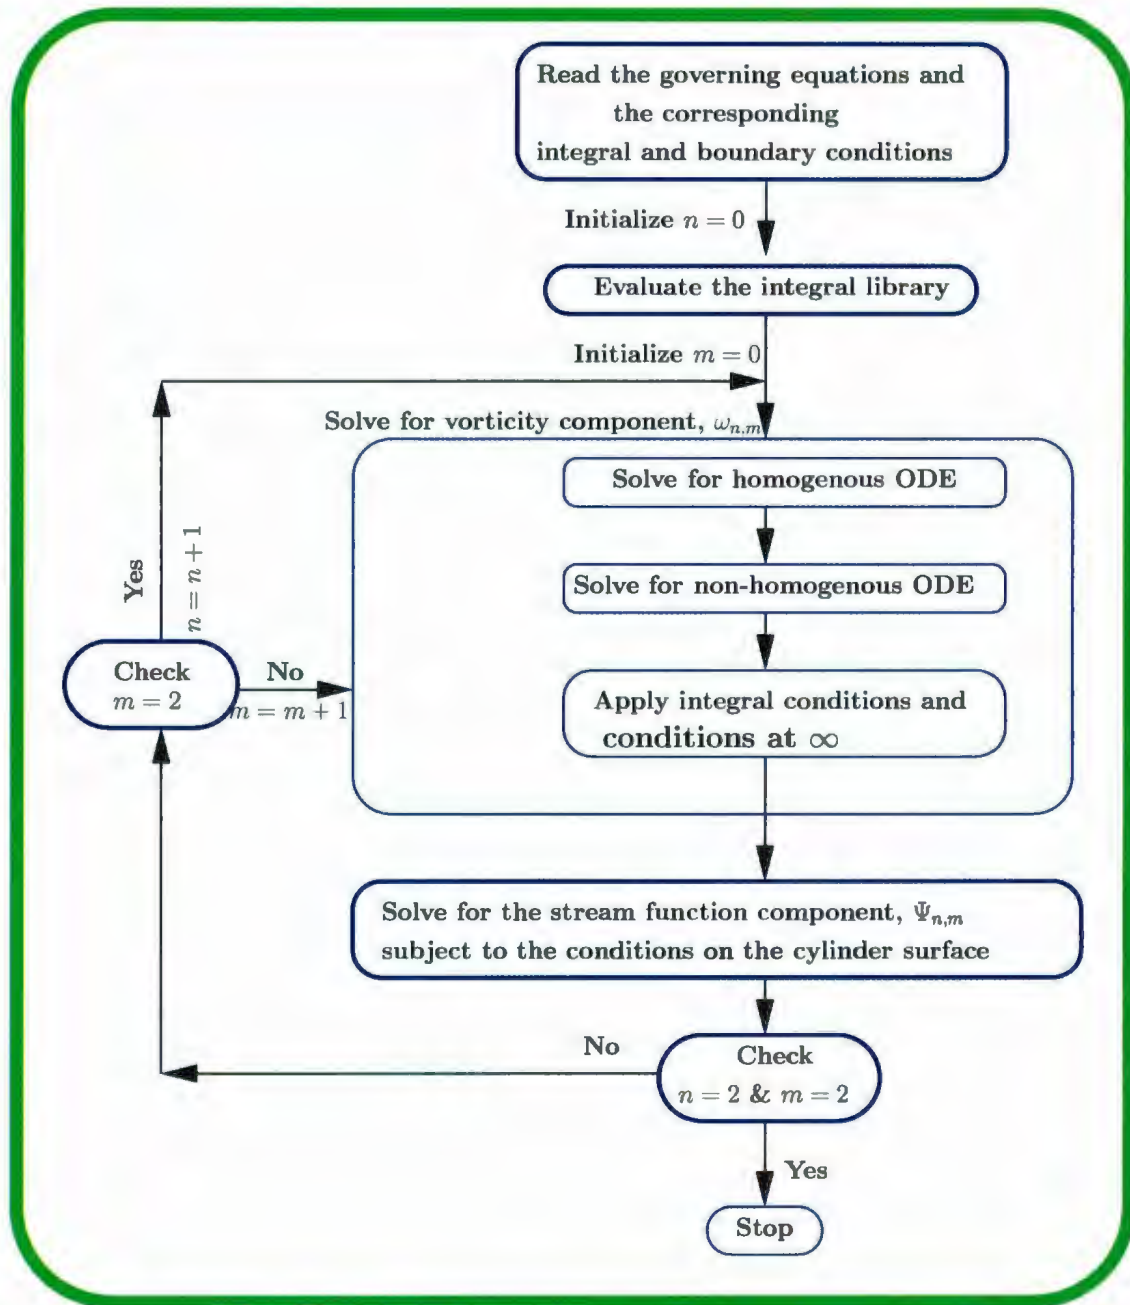 Read the governing equations and
the corresponding
integral and boundary conditions
Initialize n = 0
Evaluate the integral library
Initialize m = 0
Solve for vorticity component, ω_{n,m}
Solve for homogenous ODE
Solve for non-homogenous ODE
Apply integral conditions and
conditions at ∞
Yes
n = n + 1
Check
m = 2
No
m = m + 1
Solve for the stream function component, Ψ_{n,m}
subject to the conditions on the cylinder surface
No
Check
n = 2 & m = 2
Yes
Stop